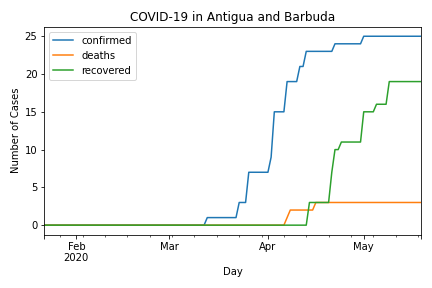 COVID-19 in Antigua and Barbuda
confirmed
deaths
recovered
Number of Cases
25
20
15
10
5
0
Feb
2020
Mar
Apr
May
Day